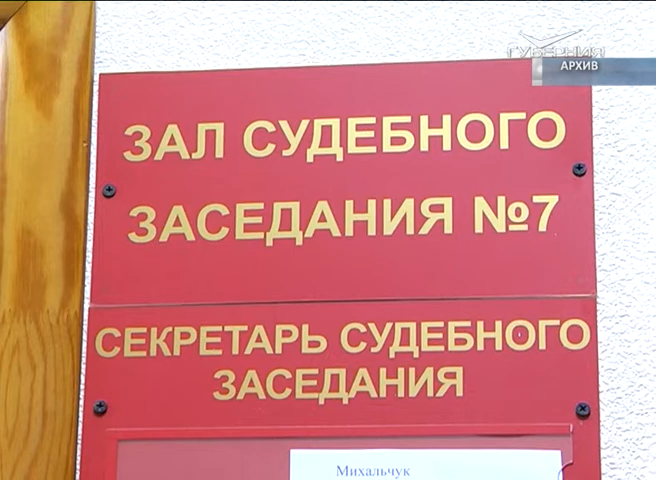 ГУБЕРНИЯ
АРХИВ
ЗАЛ СУДЕБНОГО
ЗАСЕДАНИЯ №7
СЕКРЕТАРЬ СУДЕБНОГО
ЗАСЕДАНИЯ
Михальчук